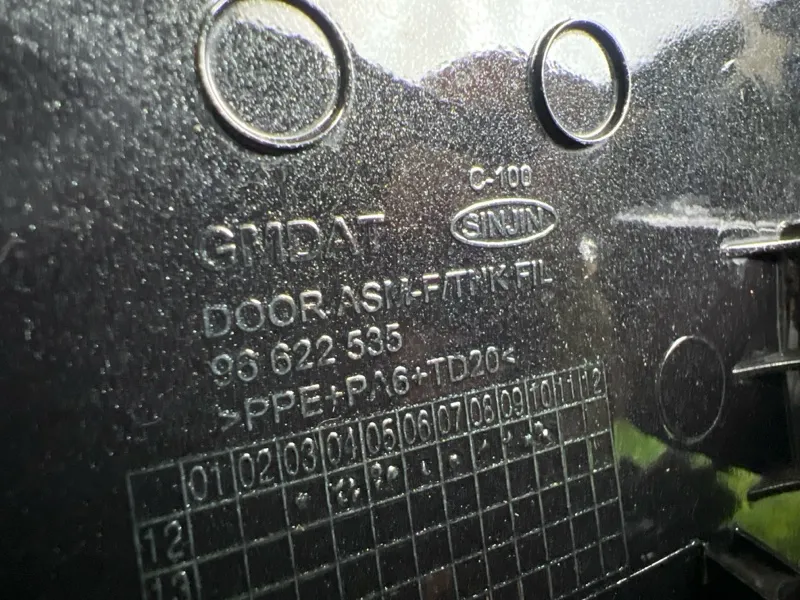 C-100
GMDAT SINJIN
DOOR ASM-F/TNK FIL
96 622 535
>PPE+PA6+TD20<
01 02 03 04 05 06 07 08 09 10 11 12
12
13